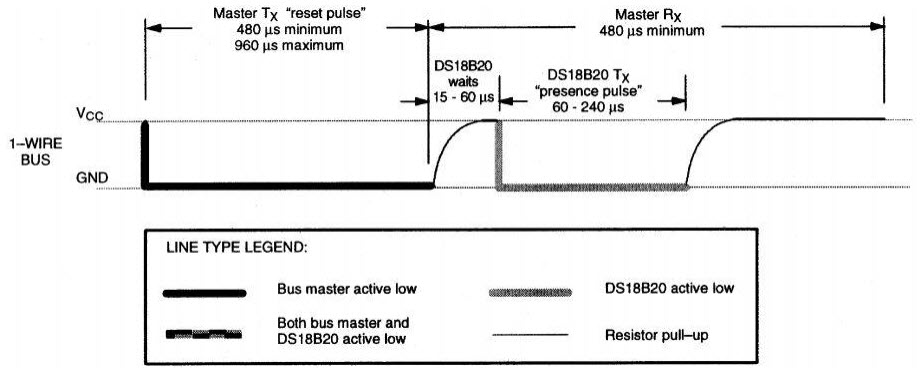 Master TX “reset pulse”
480 µs minimum
960 µs maximum
Master RX
480 µs minimum
DS18B20
waits
15 - 60 µs
DS18B20 TX
“presence pulse”
60 - 240 µs
VCC
1–WIRE
BUS
GND
LINE TYPE LEGEND:
Bus master active low
DS18B20 active low
Both bus master and
DS18B20 active low
Resistor pull–up